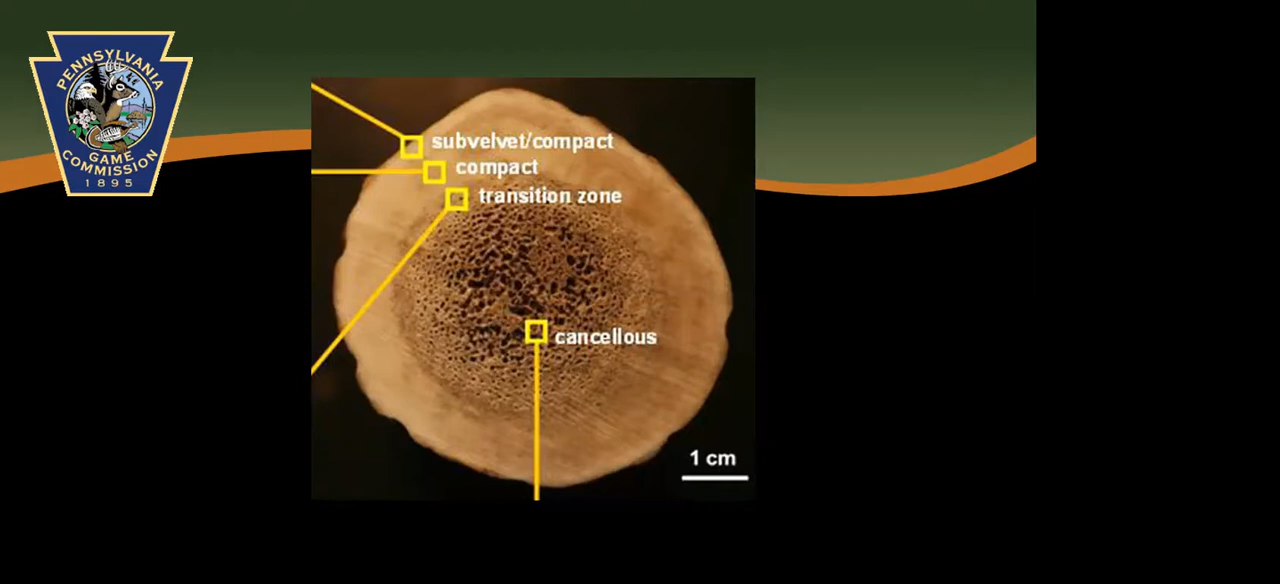 PENNSYLVANIA
GAME
COMMISSION
1895
subvelvet/compact
compact
transition zone
cancellous
1 cm